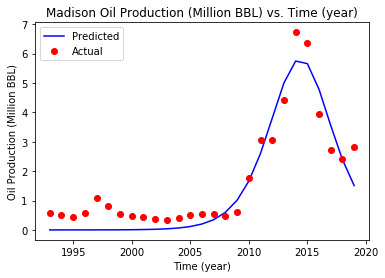 Madison Oil Production (Million BBL) vs. Time (year)
Predicted
Actual
Oil Production (Million BBL)
7
6
5
4
3
2
1
0
1995
2000
2005
2010
2015
2020
Time (year)